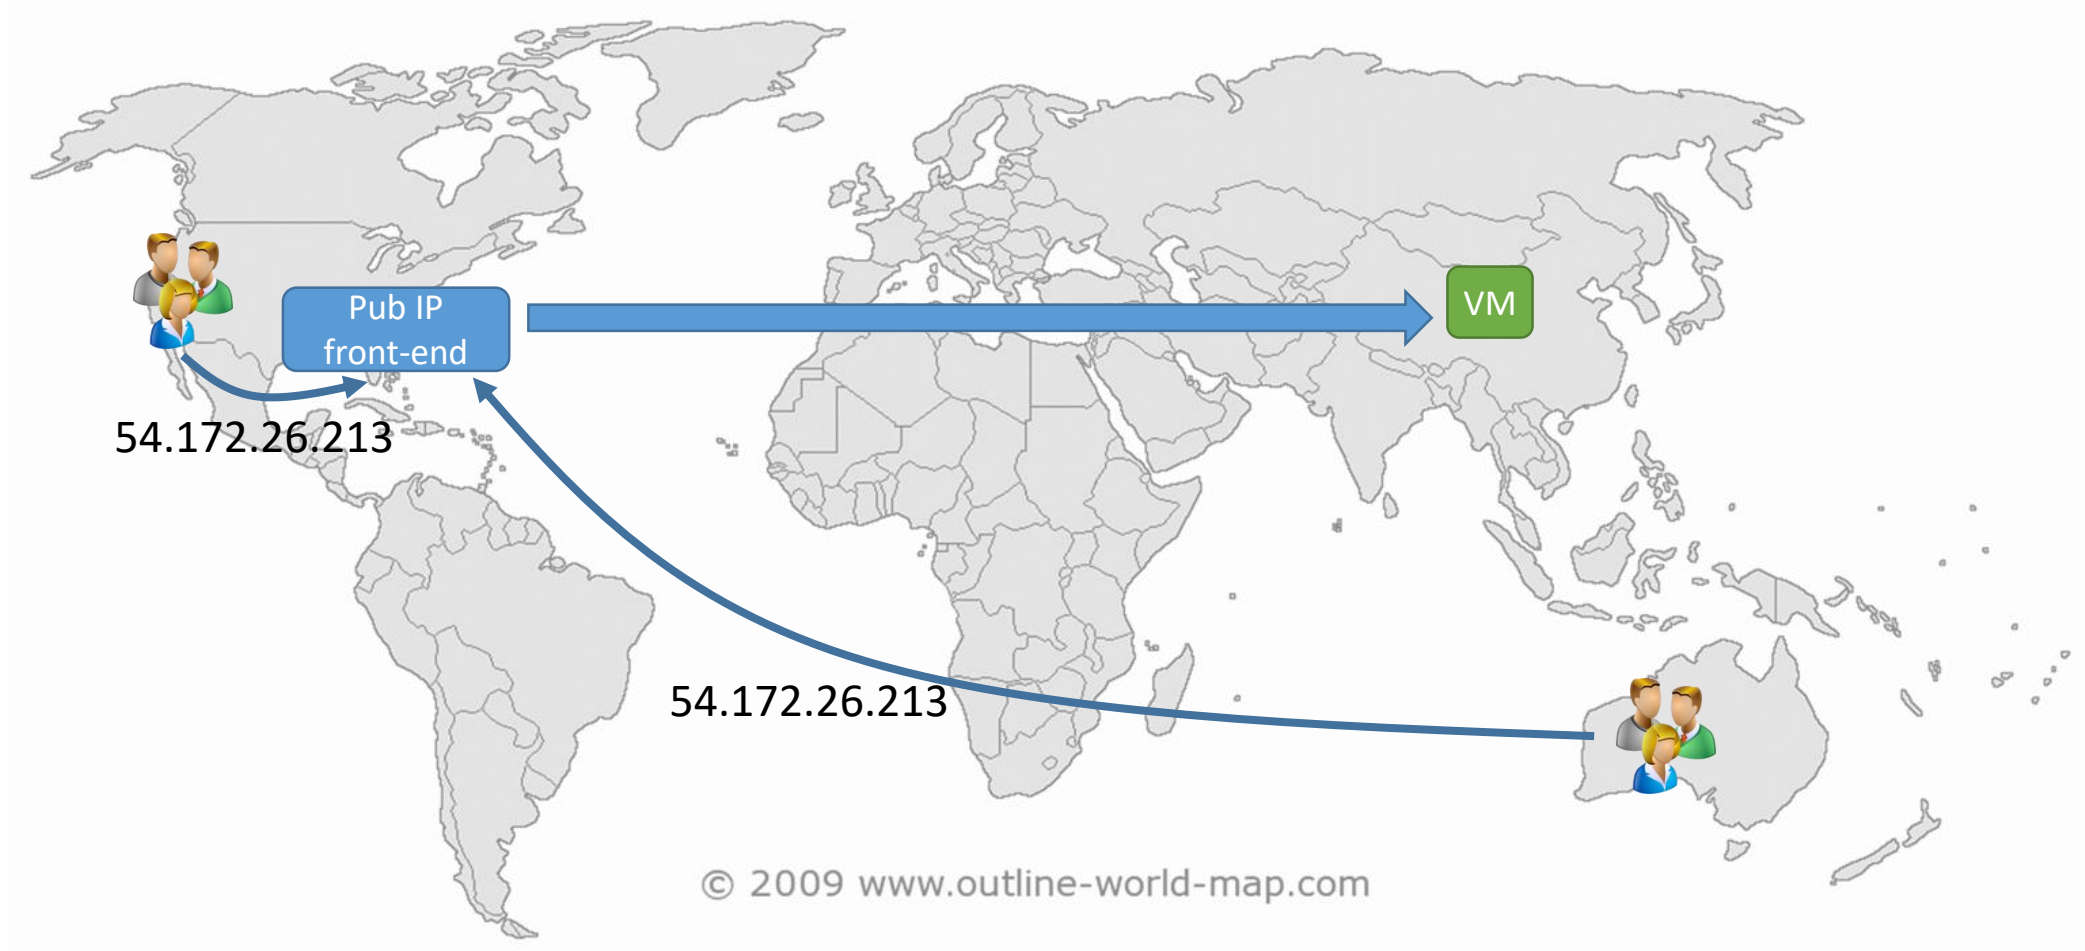 Pub IP
front-end
VM
54.172.26.213
54.172.26.213
© 2009 www.outline-world-map.com